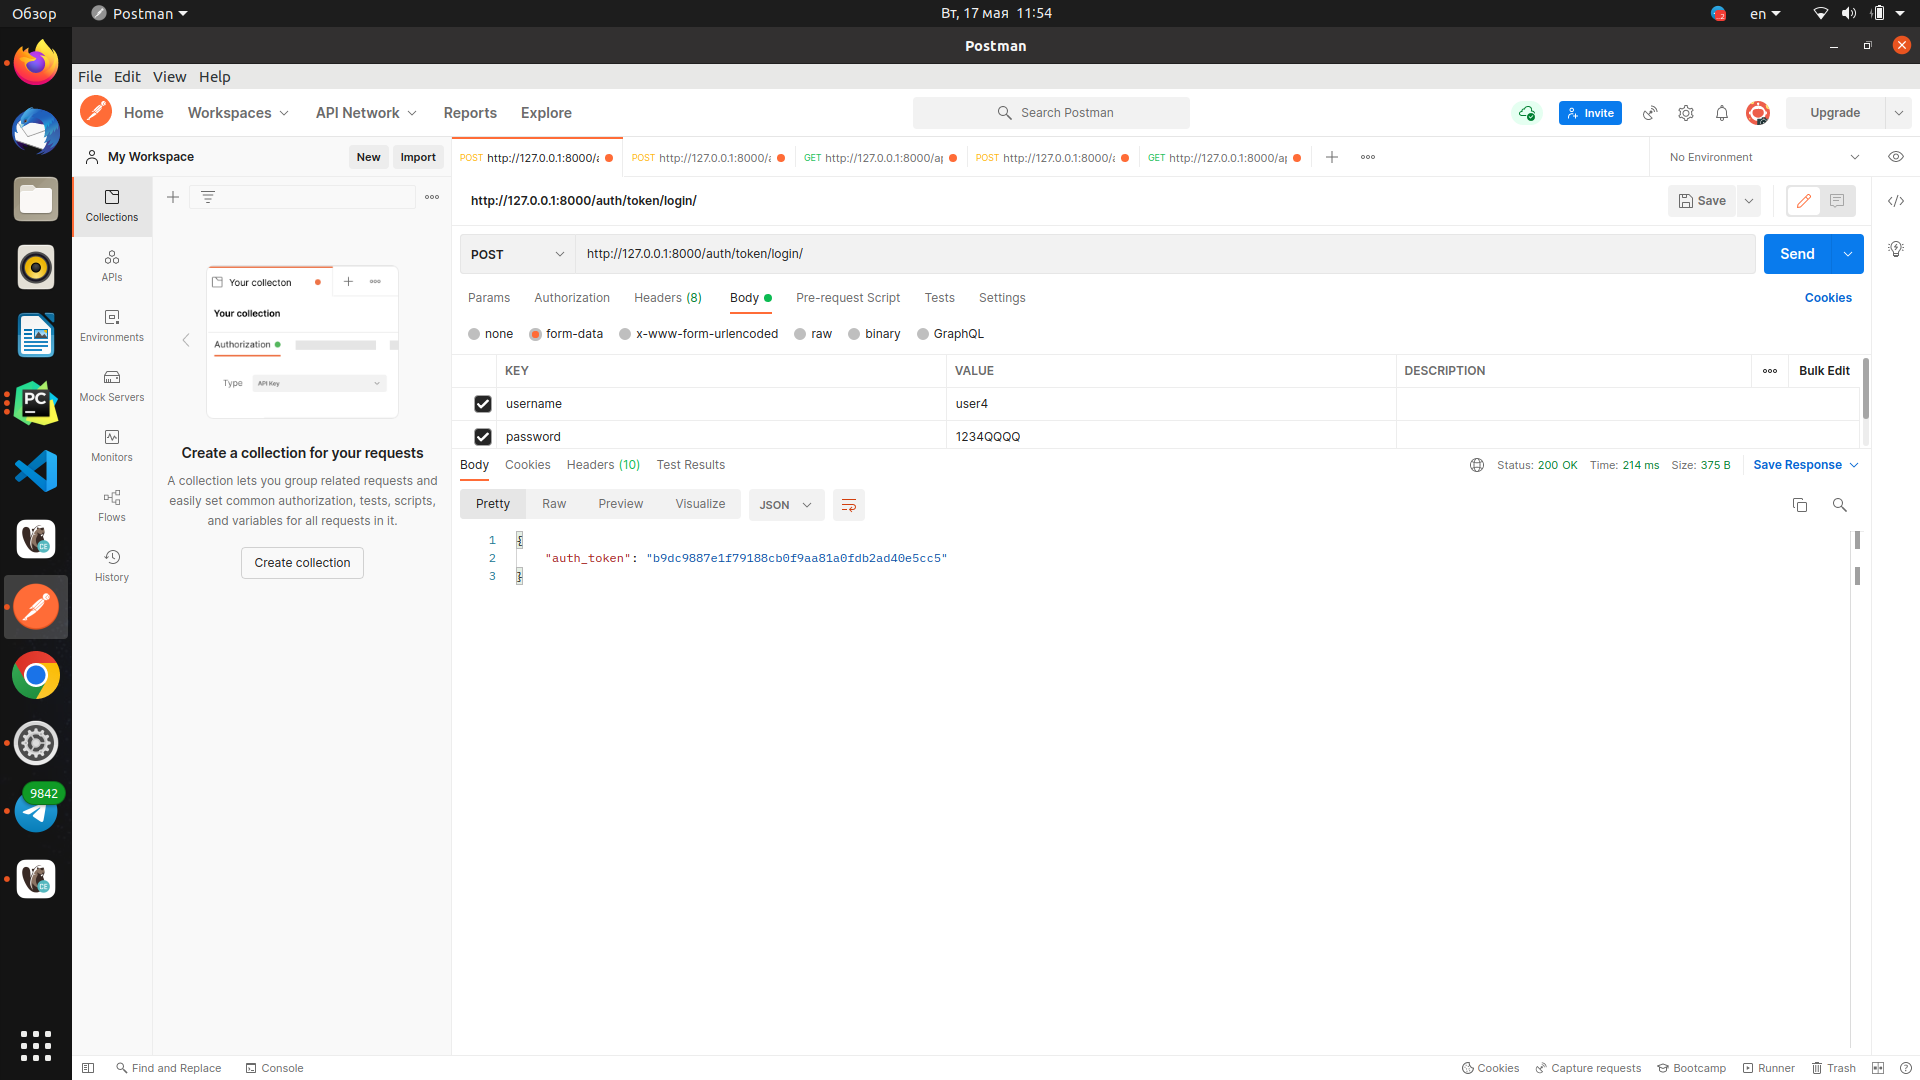 Обзор Postman Вт, 17 мая 11:54 en
Postman
File Edit View Help
Home Workspaces API Network Reports Explore Search Postman Invite Upgrade
My Workspace New Import POST http://127.0.0.1:8000/a POST http://127.0.0.1:8000/a GET http://127.0.0.1:8000/ap POST http://127.0.0.1:8000/a GET http://127.0.0.1:8000/ap No Environment
http://127.0.0.1:8000/auth/token/login/ Save
Collections
APIs
Environments
Mock Servers
Monitors
Flows
History
Your collecton
Your collection
Authorization
Type API Key
Create a collection for your requests
A collection lets you group related requests and
easily set common authorization, tests, scripts,
and variables for all requests in it.
Create collection
POST http://127.0.0.1:8000/auth/token/login/ Send
Params Authorization Headers (8) Body Pre-request Script Tests Settings Cookies
none form-data x-www-form-urlencoded raw binary GraphQL
KEY VALUE DESCRIPTION Bulk Edit
username user4
password 1234QQQQ
Body Cookies Headers (10) Test Results Status: 200 OK Time: 214 ms Size: 375 B Save Response
Pretty Raw Preview Visualize JSON
1 {
2 "auth_token": "b9dc9887e1f79188cb0f9aa81a0fdb2ad40e5cc5"
3 }
PC
CE
9842
CE
Find and Replace Console Cookies Capture requests Bootcamp Runner Trash